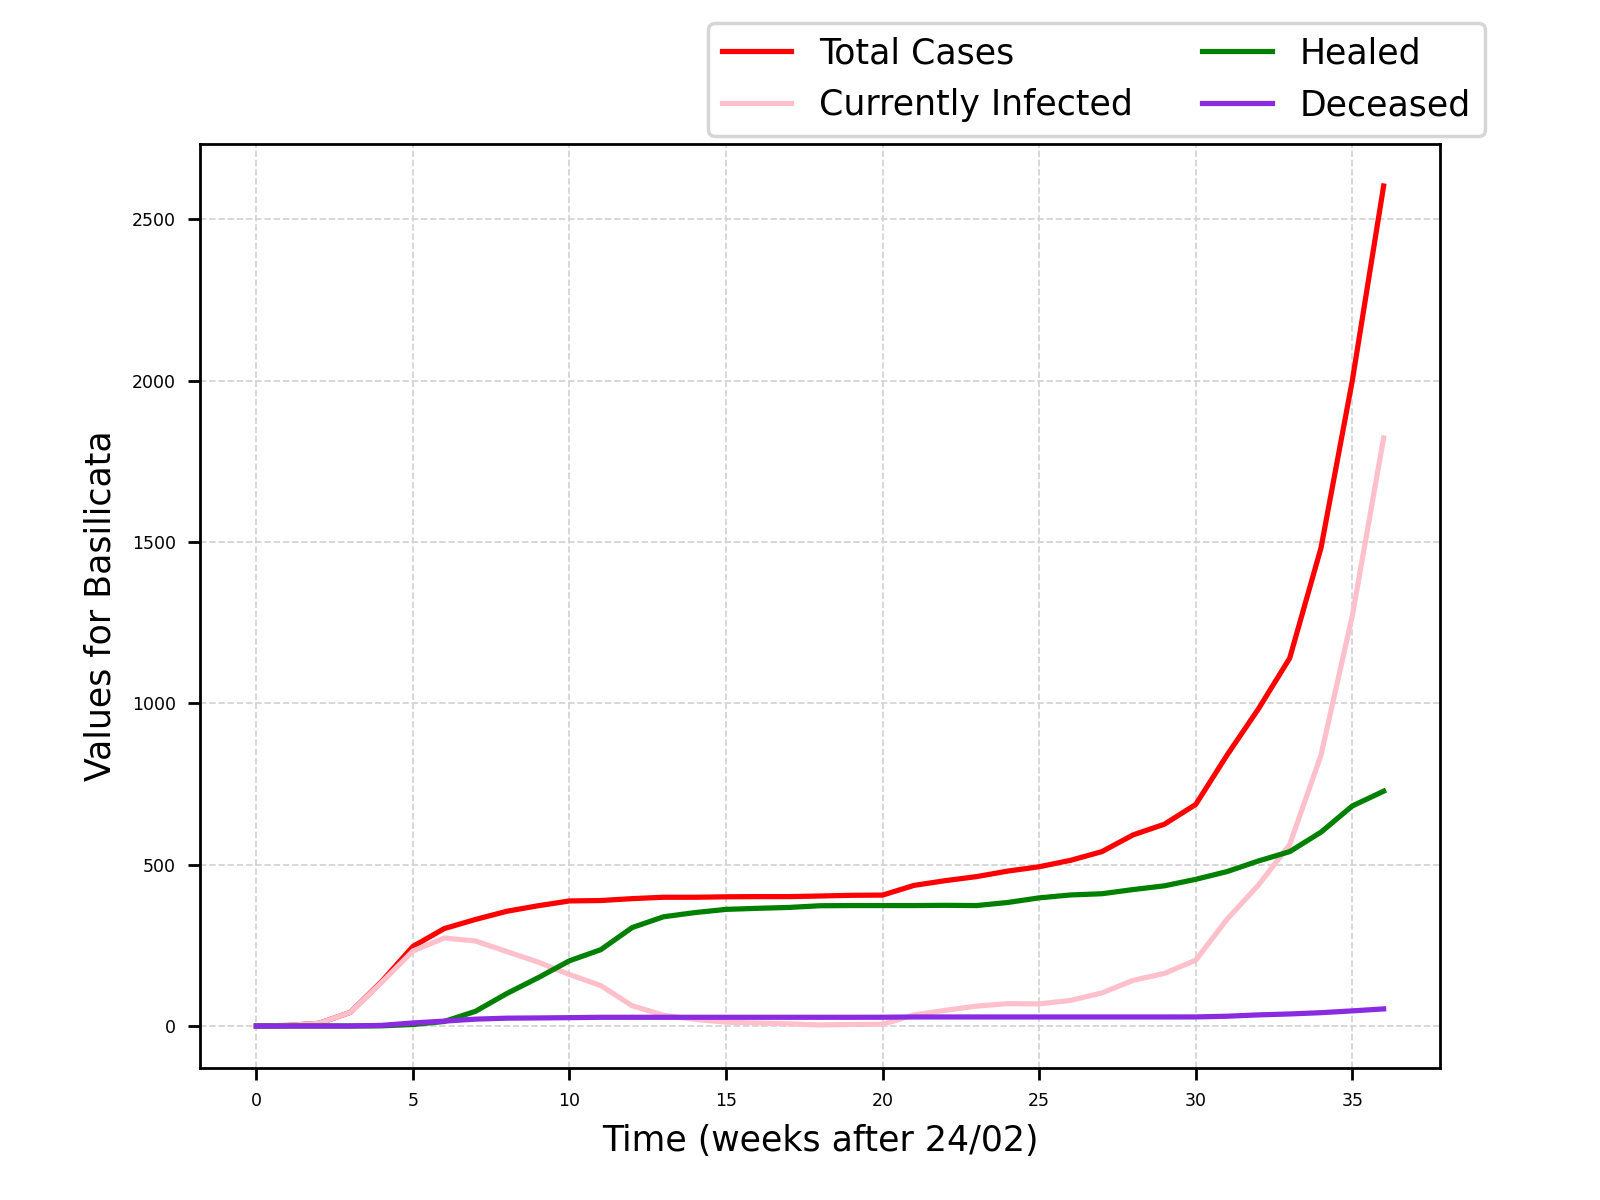 Total Cases
Currently Infected
Healed
Deceased
Values for Basilicata
2500
2000
1500
1000
500
0
0 5 10 15 20 25 30 35
Time (weeks after 24/02)